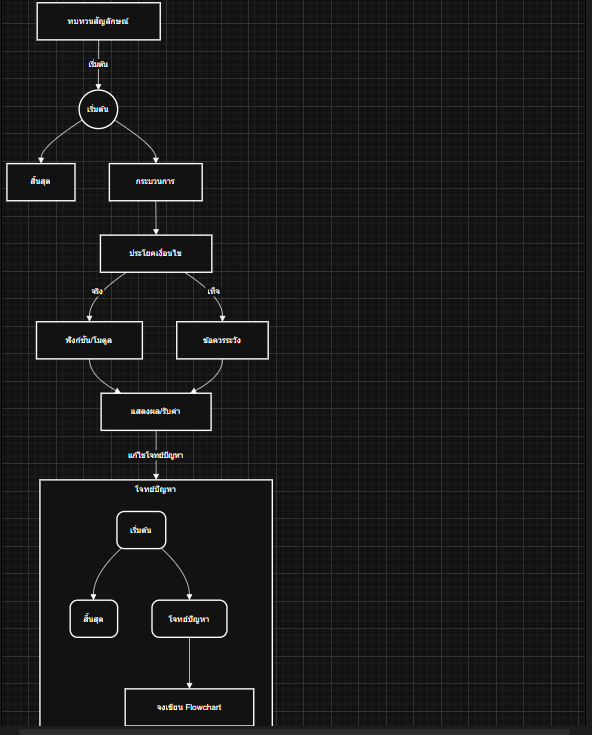 ทบทวนสัญลักษณ์
เริ่มต้น
เริ่มต้น
สิ้นสุด
กระบวนการ
ประโยคเงื่อนไข
จริง
เท็จ
ฟังก์ชัน/โมดูล
ข้อควรระวัง
แสดงผล/รับค่า
แก้ไขโจทย์ปัญหา
โจทย์ปัญหา
เริ่มต้น
สิ้นสุด
โจทย์ปัญหา
จงเขียน Flowchart